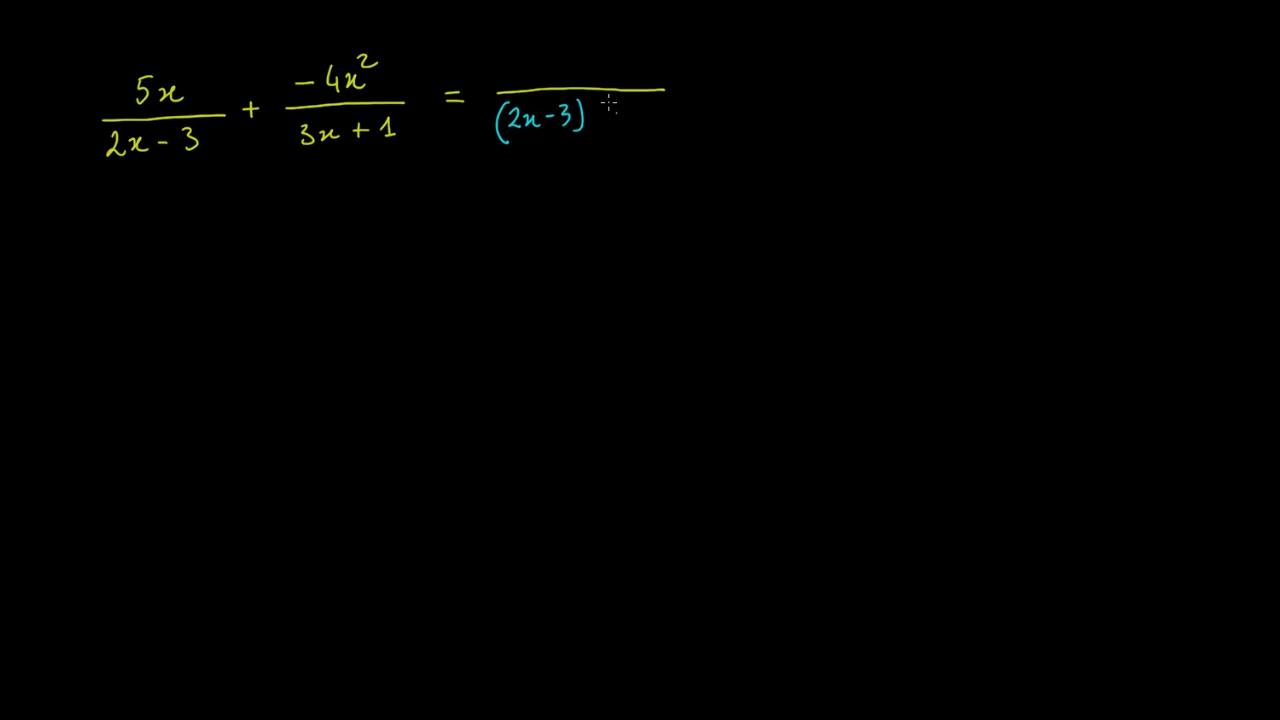 5x/(2x - 3) + (-4x²)/(3x + 1) = /(2x-3)